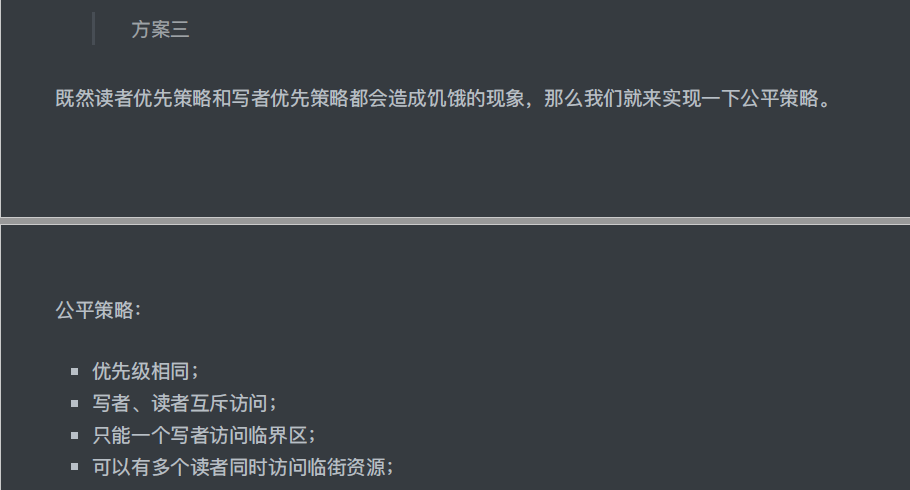 方案三
既然读者优先策略和写者优先策略都会造成饥饿的现象，那么我们就来实现一下公平策略。
公平策略：
优先级相同；
写者、读者互斥访问；
只能一个写者访问临界区；
可以有多个读者同时访问临街资源；